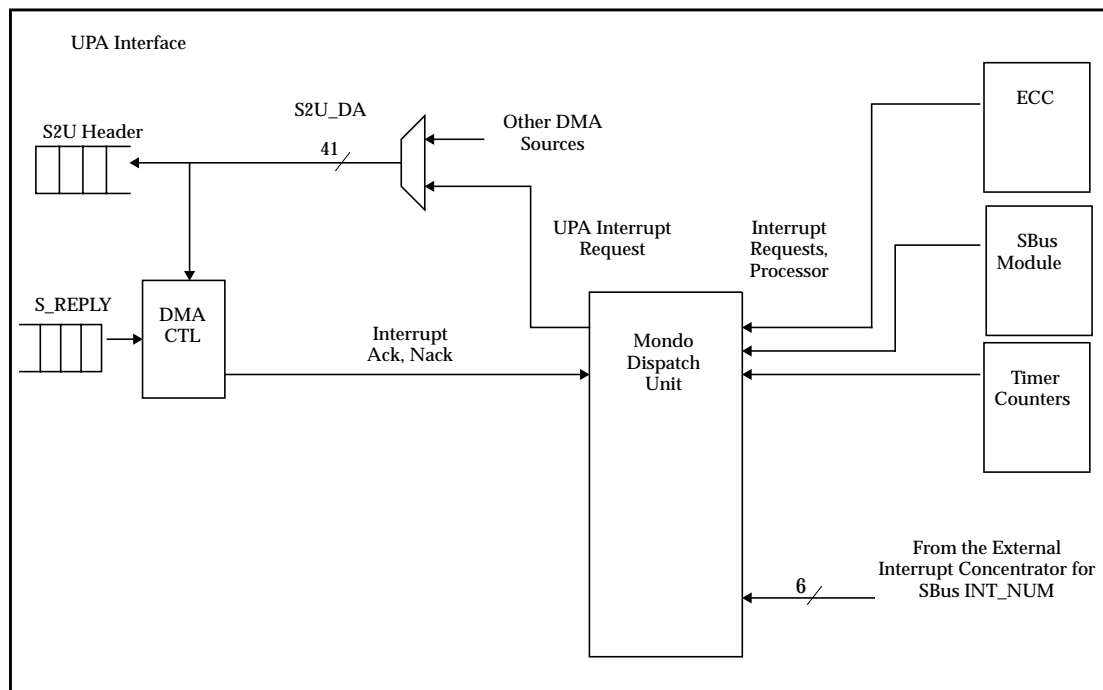 UPA Interface
S2U_DA
S2U Header
41
Other DMA
Sources
ECC
UPA Interrupt
Request
Interrupt
Requests,
Processor
SBus
Module
S_REPLY
DMA
CTL
Interrupt
Ack, Nack
Mondo
Dispatch
Unit
Timer
Counters
From the External
Interrupt Concentrator for
SBus INT_NUM
6